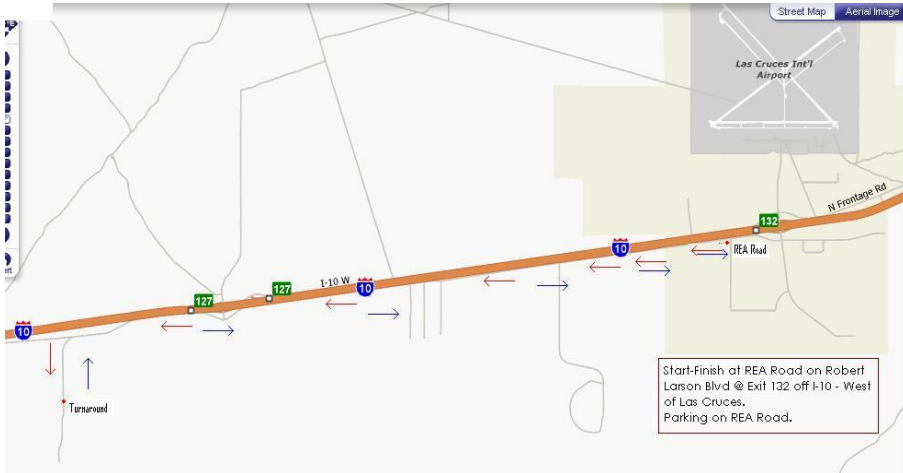 Street Map
Aerial Image
Las Cruces Int'l
Airport
N Frontage Rd
132
REA Road
10
I-10 W
10
127
127
10
Turnaround
Start-Finish at REA Road on Robert
Larson Blvd @ Exit 132 off I-10 - West
of Las Cruces.
Parking on REA Road.